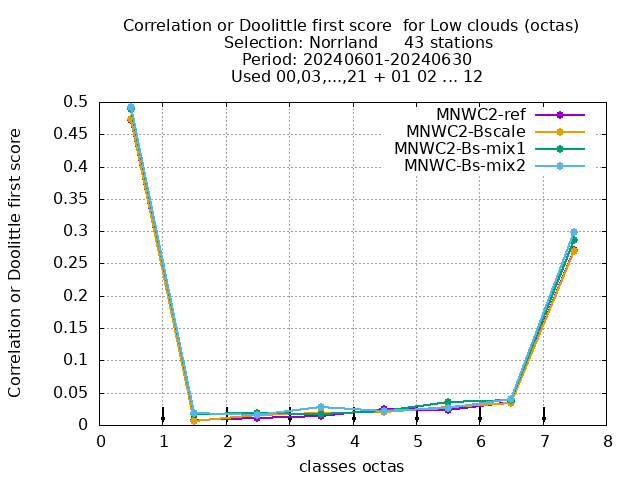 Correlation or Doolittle first score  for Low clouds (octas)
Selection: Norrland     43 stations
Period: 20240601-20240630
Used 00,03,...,21 + 01 02 ... 12
Correlation or Doolittle first score
0.5
0.45
0.4
0.35
0.3
0.25
0.2
0.15
0.1
0.05
0
MNWC2-ref
MNWC2-Bscale
MNWC2-Bs-mix1
MNWC-Bs-mix2
0 1 2 3 4 5 6 7 8
classes octas